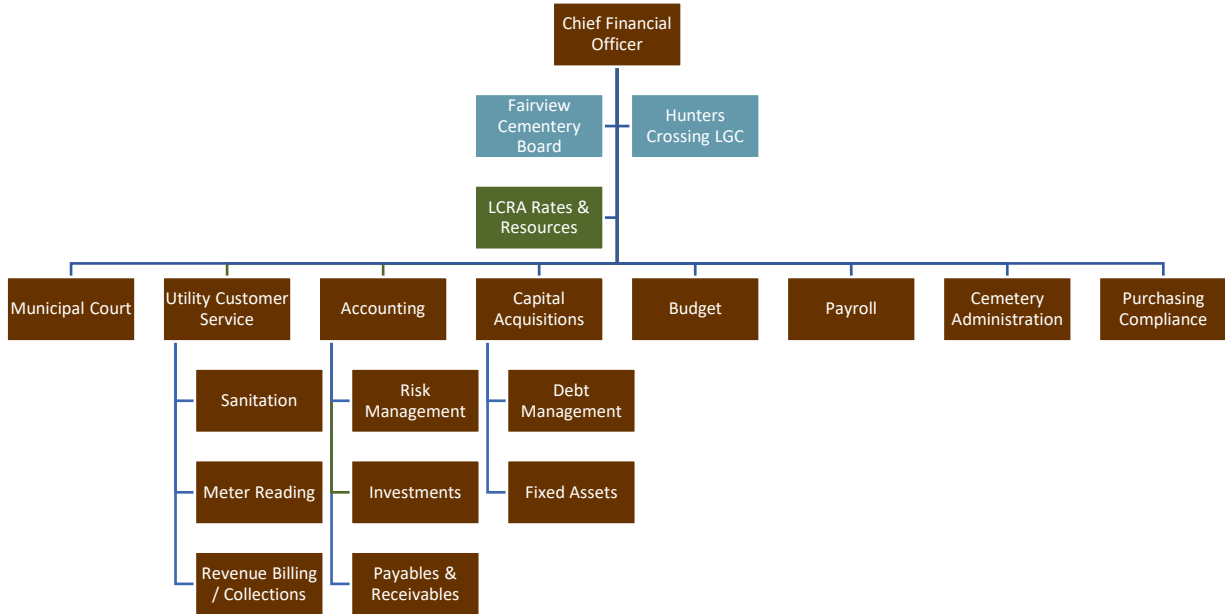 Chief Financial
Officer
Fairview
Cementery
Board
Hunters
Crossing LGC
LCRA Rates &
Resources
Municipal Court
Utility Customer
Service
Accounting
Capital
Acquisitions
Budget
Payroll
Cemetery
Administration
Purchasing
Compliance
Sanitation
Risk
Management
Debt
Management
Meter Reading
Investments
Fixed Assets
Revenue Billing
/ Collections
Payables &
Receivables